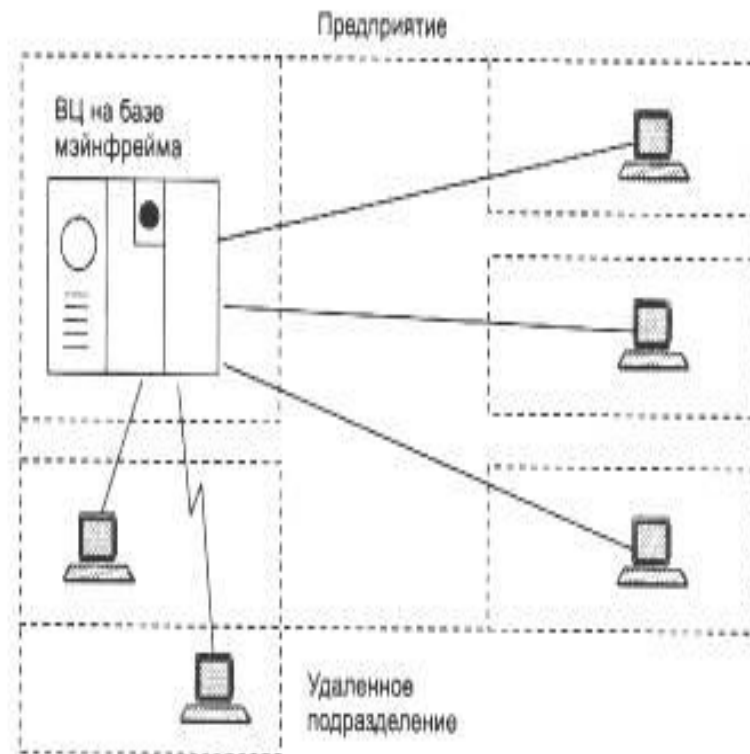 Предприятие
ВЦ на базе
мэйнфрейма
Удаленное
подразделение